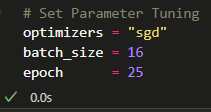 # Set Parameter Tuning
optimizers = "sgd"
batch_size = 16
epoch      = 25
✓ 0.0s